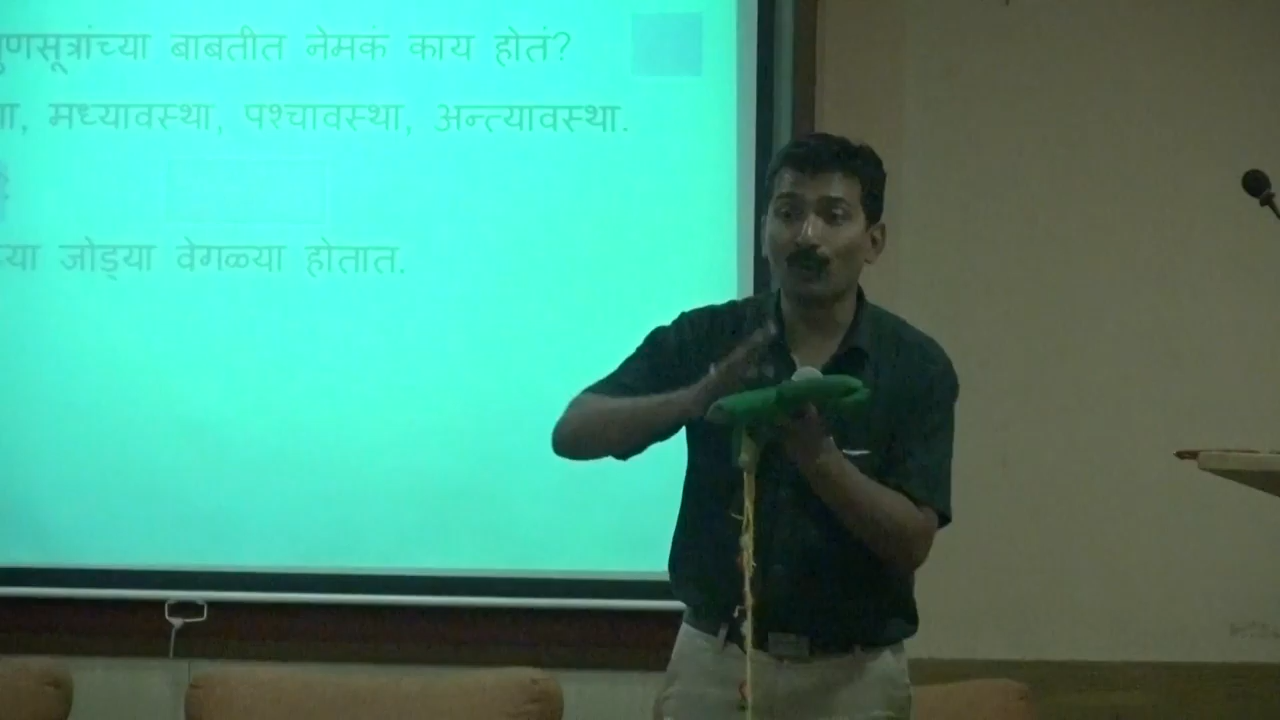 गुणसूत्रांच्या बाबतीत नेमकं काय होतं?
मध्यावस्था, पश्चावस्था, अन्त्यावस्था.
जोड्या वेगळ्या होतात.